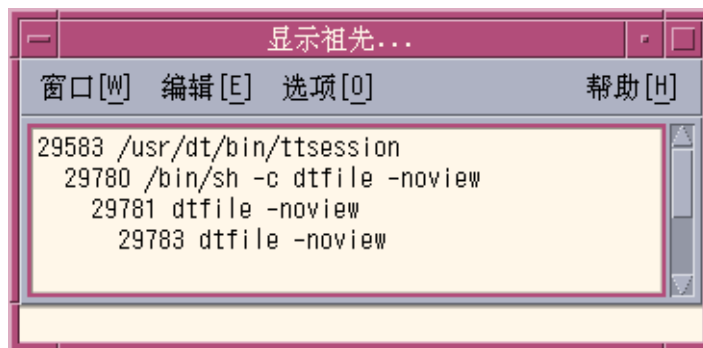 显示祖先...
窗口[W] 编辑[E] 选项[O] 帮助[H]
29583 /usr/dt/bin/ttsession
29780 /bin/sh -c dtfile -noview
29781 dtfile -noview
29783 dtfile -noview